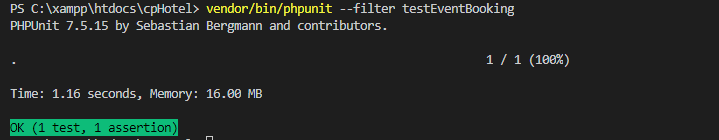 PS C:\xampp\htdocs\cpHotel> vendor/bin/phpunit --filter testEventBooking
PHPUnit 7.5.15 by Sebastian Bergmann and contributors.
. 1 / 1 (100%)
Time: 1.16 seconds, Memory: 16.00 MB
OK (1 test, 1 assertion)